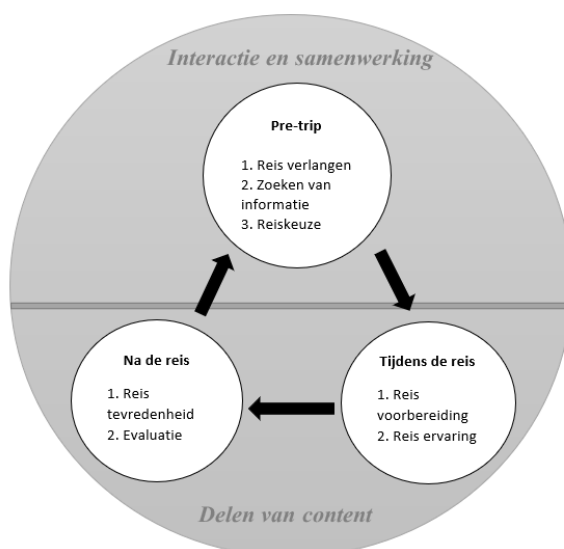 Interactie en samenwerking
Pre-trip
1. Reis verlangen
2. Zoeken van
informatie
3. Reiskeuze
Na de reis
1. Reis
tevredenheid
2. Evaluatie
Tijdens de reis
1. Reis
voorbereiding
2. Reis ervaring
Delen van content